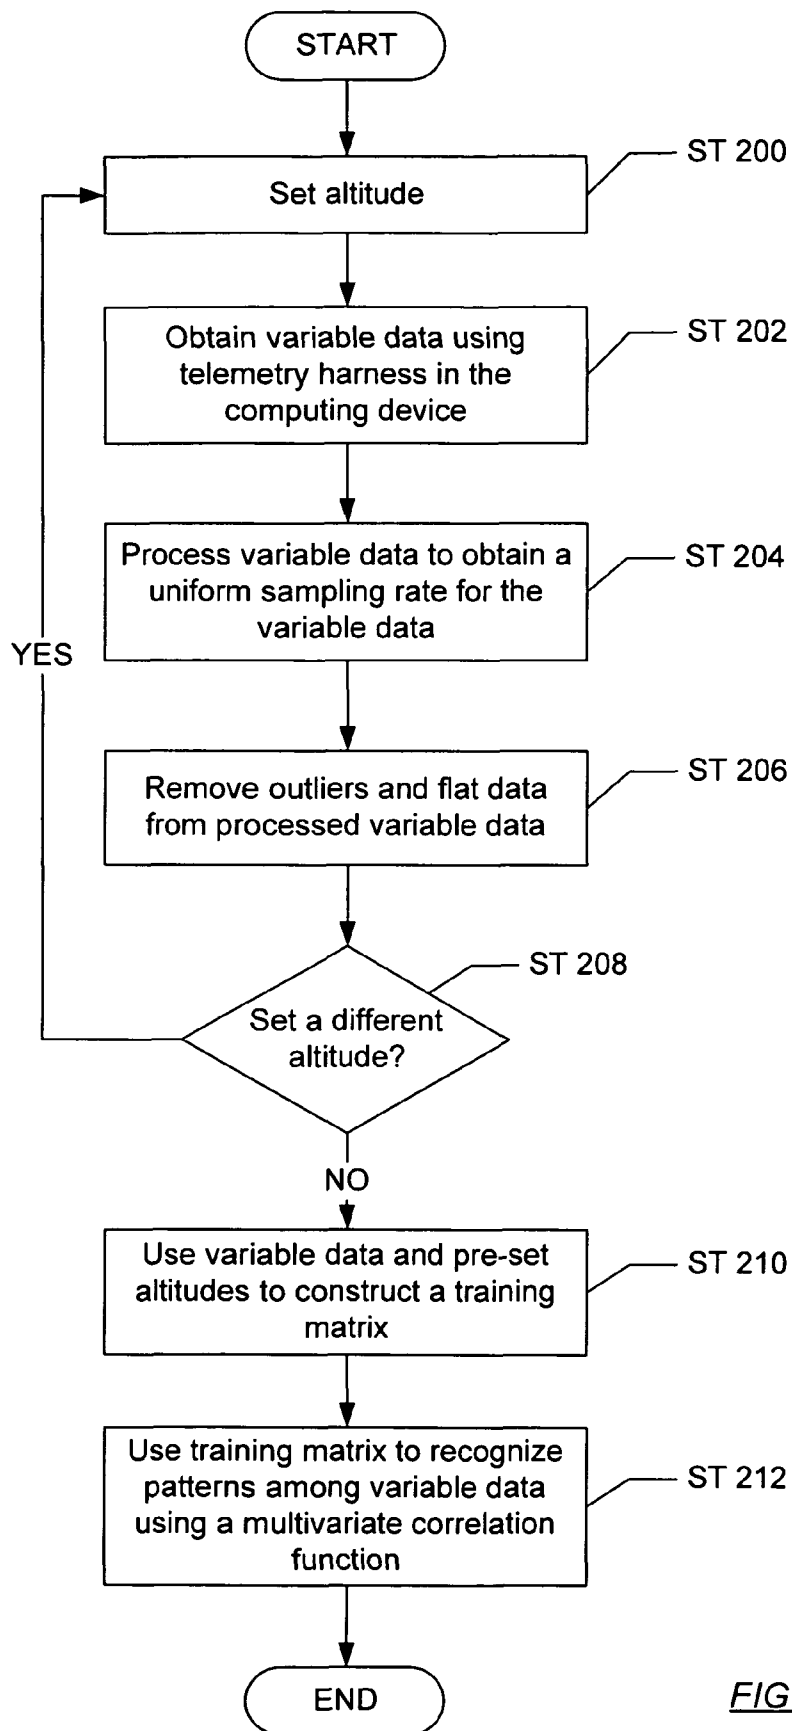 START
Set altitude
ST 200
Obtain variable data using
telemetry harness in the
computing device
ST 202
Process variable data to obtain a
uniform sampling rate for the
variable data
ST 204
YES
Remove outliers and flat data
from processed variable data
ST 206
Set a different
altitude?
ST 208
NO
Use variable data and pre-set
altitudes to construct a training
matrix
ST 210
Use training matrix to recognize
patterns among variable data
using a multivariate correlation
function
ST 212
END
FIG.